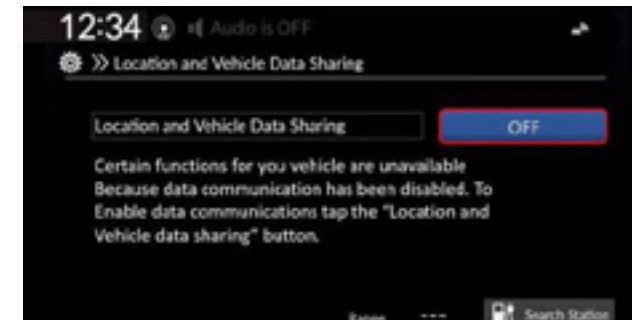 12:34 Audio is OFF
Location and Vehicle Data Sharing
Location and Vehicle Data Sharing OFF
Certain functions for you vehicle are unavailable
Because data communication has been disabled. To
Enable data communications tap the "Location and
Vehicle data sharing" button.
Range --- Search Station